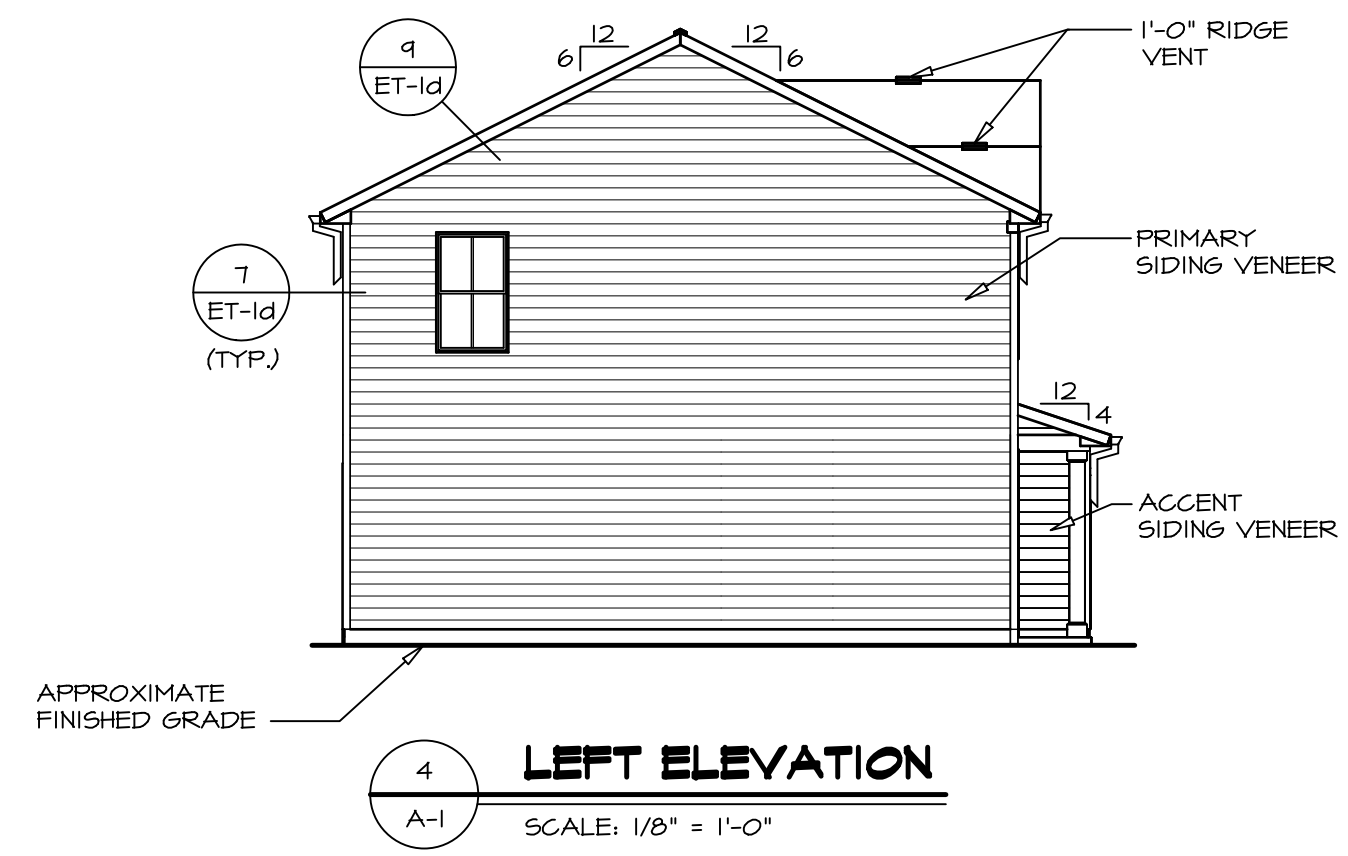 9
ET-1d
12
6
12
6
1'-0" RIDGE
VENT
7
ET-1d
(TYP.)
PRIMARY
SIDING VENEER
12
4
ACCENT
SIDING VENEER
APPROXIMATE
FINISHED GRADE
4
A-1
LEFT ELEVATION
SCALE: 1/8" = 1'-0"